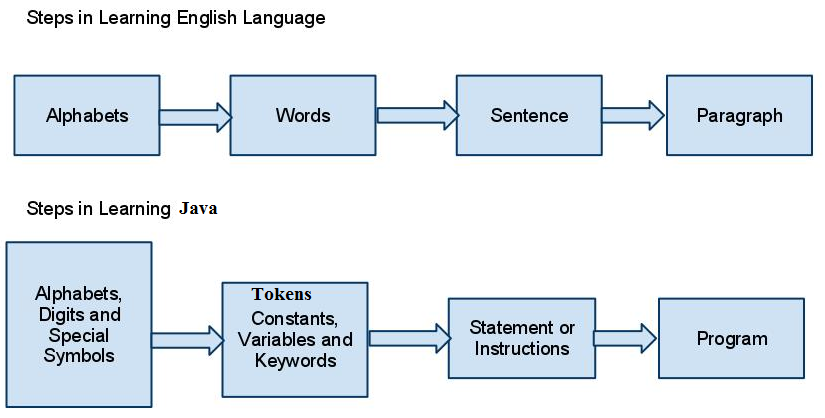 Steps in Learning English Language
Alphabets
Words
Sentence
Paragraph
Steps in Learning Java
Alphabets,
Digits and
Special
Symbols
Tokens
Constants,
Variables and
Keywords
Statement or
Instructions
Program